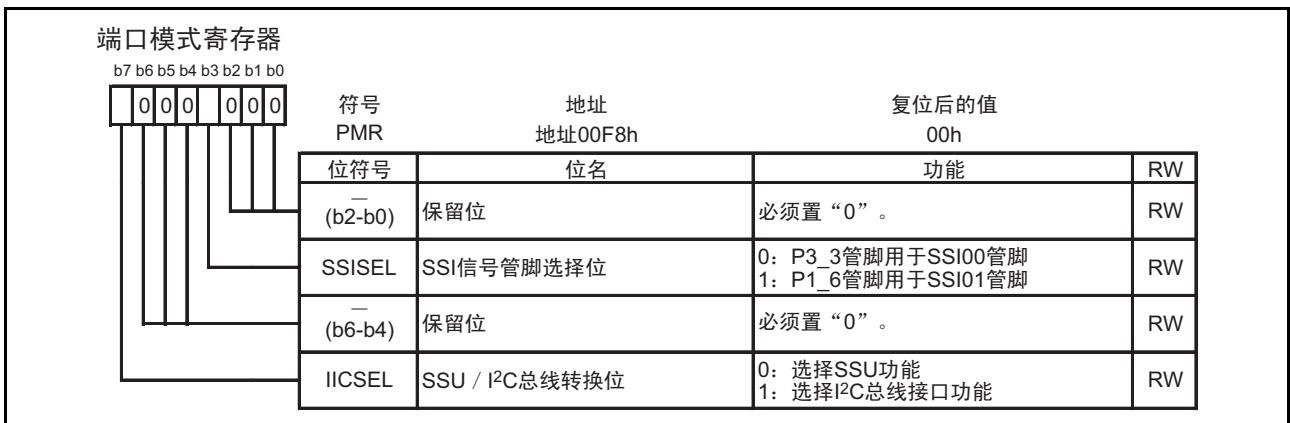 端口模式寄存器
b7 b6 b5 b4 b3 b2 b1 b0
0 0 0 0 0 0
符号 地址 复位后的值
PMR 地址00F8h 00h
位符号 位名 功能 RW
—
(b2-b0) 保留位 必须置“0”。 RW
SSISEL SSI信号管脚选择位 0：P3_3管脚用于SSI00管脚
1：P1_6管脚用于SSI01管脚 RW
—
(b6-b4) 保留位 必须置“0”。 RW
IICSEL SSU／I²C总线转换位 0：选择SSU功能
1：选择I²C总线接口功能 RW